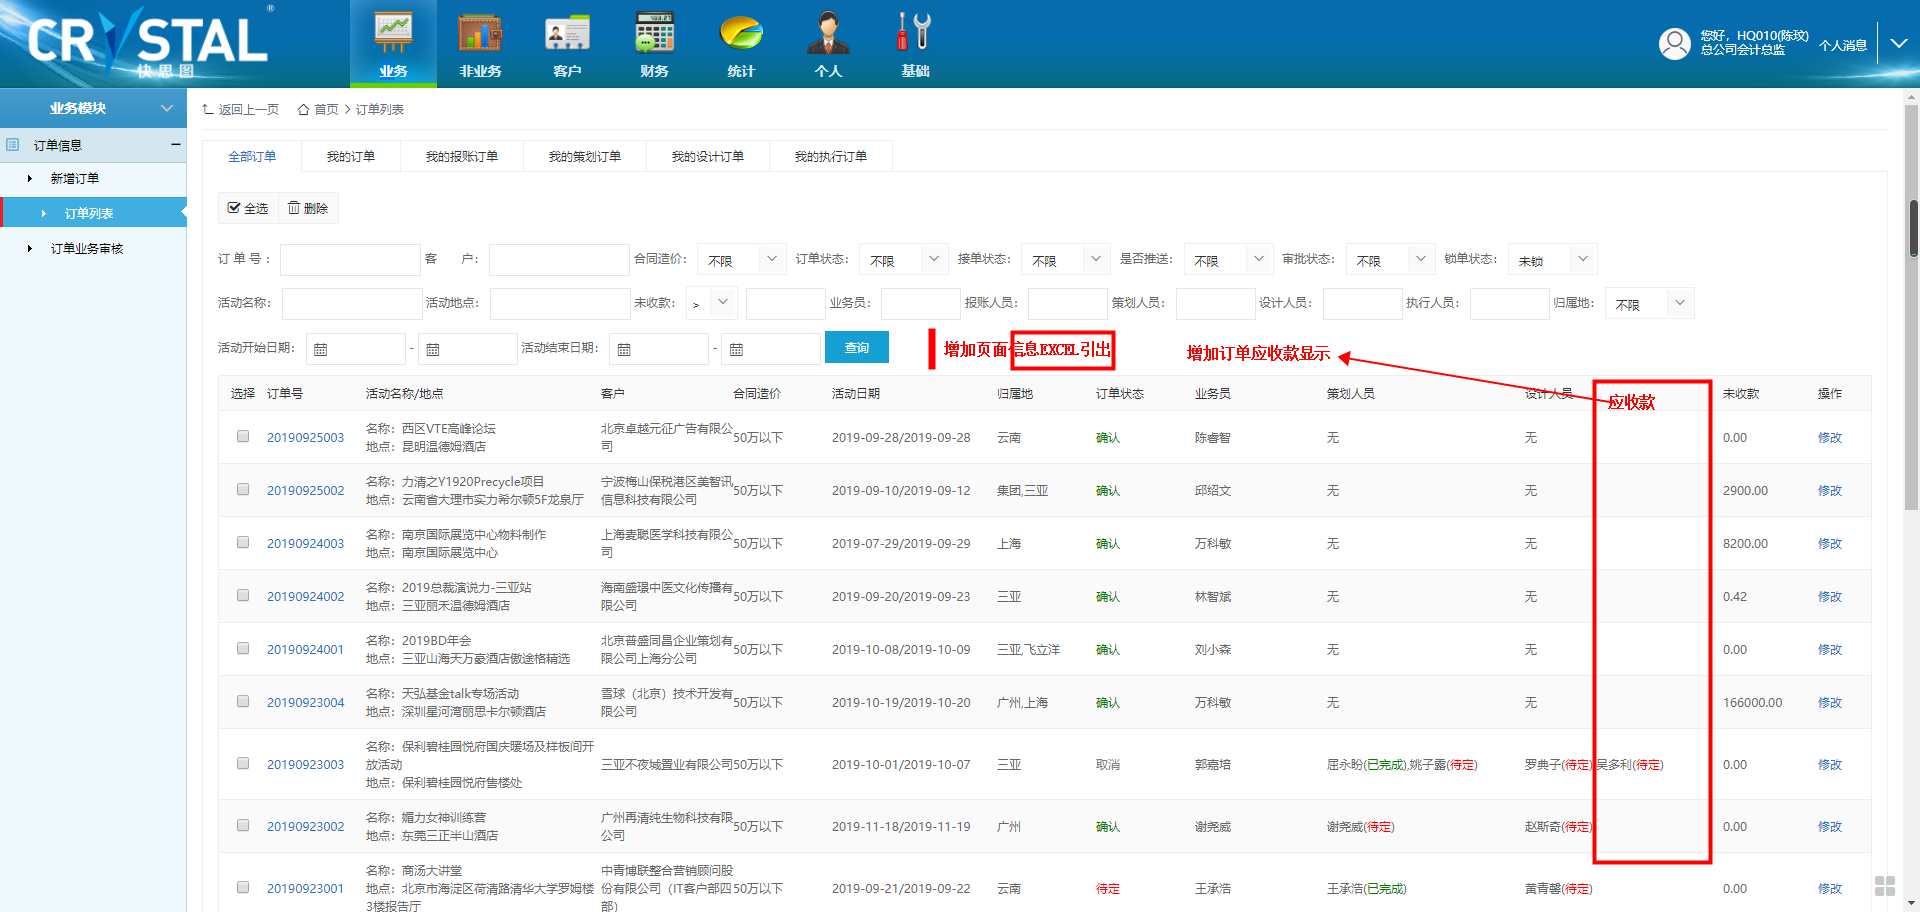 CRYSTAL
®
快思图
业务
非业务
客户
财务
统计
个人
基础
您好，HQ010(陈玟)
总公司会计总监
个人消息
业务模块
订单信息
新增订单
订单列表
订单业务审核
返回上一页 首页 > 订单列表
全部订单 我的订单 我的报账订单 我的策划订单 我的设计订单 我的执行订单
全选 删除
订 单 号： 客 户： 合同造价： 不限 订单状态： 不限 接单状态： 不限 是否推送： 不限 审批状态： 不限 锁单状态： 未锁
活动名称： 活动地点： 未收款： > 业务员： 报账人员： 策划人员： 设计人员： 执行人员： 归属地： 不限
活动开始日期： - 活动结束日期： - 查询
增加页面信息EXCEL引出
增加订单应收款显示
选择 订单号 活动名称/地点 客户 合同造价 活动日期 归属地 订单状态 业务员 策划人员 设计人员 应收款 未收款 操作
20190925003 名称：西区VTE高峰论坛
地点：昆明温德姆酒店
北京卓越元征广告有限公
司
50万以下 2019-09-28/2019-09-28 云南 确认 陈睿智 无 无 0.00 修改
20190925002 名称：力清之Y1920Precycle项目
地点：云南省大理市实力希尔顿5F龙泉厅
宁波梅山保税港区美智讯
信息科技有限公司
50万以下 2019-09-10/2019-09-12 集团,三亚 确认 邱绍文 无 无 2900.00 修改
20190924003 名称：南京国际展览中心物料制作
地点：南京国际展览中心
上海麦聪医学科技有限公
司
50万以下 2019-07-29/2019-09-29 上海 确认 万科敏 无 无 8200.00 修改
20190924002 名称：2019总裁演说力-三亚站
地点：三亚丽禾温德姆酒店
海南盛璟中医文化传播有
限公司
50万以下 2019-09-20/2019-09-23 三亚 确认 林智斌 无 无 0.42 修改
20190924001 名称：2019BD年会
地点：三亚山海天万豪酒店傲途格精选
北京普盛同昌企业策划有
限公司上海分公司
50万以下 2019-10-08/2019-10-09 三亚,飞立洋 确认 刘小森 无 无 0.00 修改
20190923004 名称：天弘基金talk专场活动
地点：深圳星河湾丽思卡尔顿酒店
雪球（北京）技术开发有
限公司
50万以下 2019-10-19/2019-10-20 广州,上海 确认 万科敏 无 无 166000.00 修改
20190923003 名称：保利碧桂园悦府国庆暖场及样板间开
放活动
地点：保利碧桂园悦府售楼处
三亚不夜城置业有限公司
50万以下 2019-10-01/2019-10-07 三亚 取消 郭嘉培 屈永盼(已完成),姚子露(待定) 罗典子(待定),吴多利(待定) 0.00 修改
20190923002 名称：媚力女神训练营
地点：东莞三正半山酒店
广州再清纯生物科技有限
公司
50万以下 2019-11-18/2019-11-19 广州 确认 谢尧威 谢尧威(待定) 赵斯奇(待定) 0.00 修改
20190923001 名称：商汤大讲堂
地点：北京市海淀区荷清路清华大学罗姆楼
3楼报告厅
中青博联整合营销顾问股
份有限公司（IT客户部四
部）
50万以下 2019-09-21/2019-09-22 云南 待定 王承浩 王承浩(已完成) 黄青馨(待定) 0.00 修改